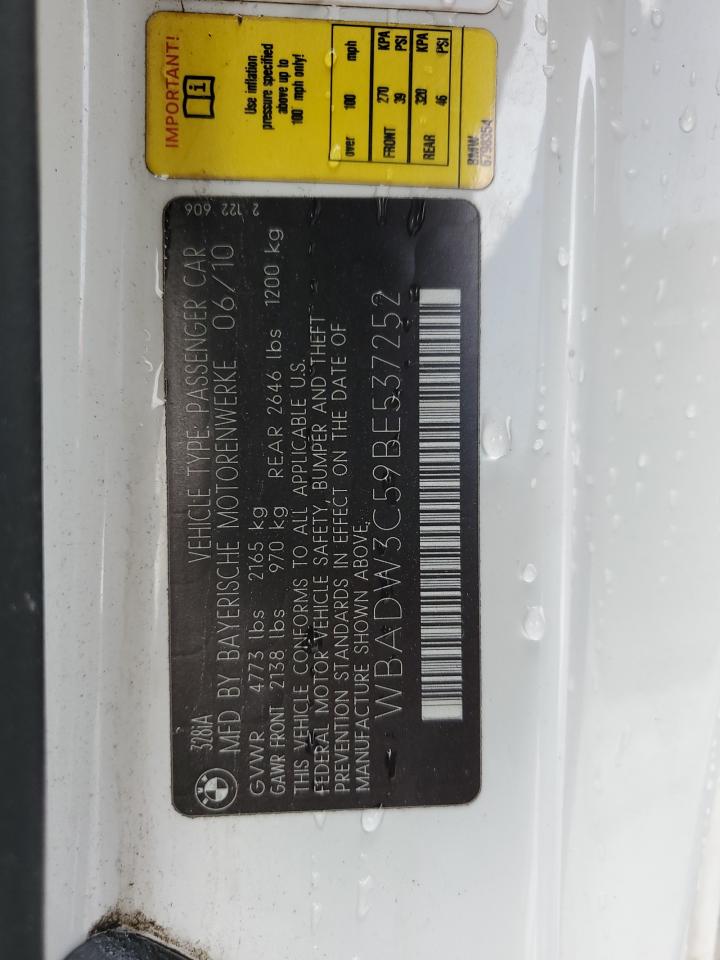 328iA VEHICLE TYPE: PASSENGER CAR 2 122 606
MFD BY BAYERISCHE MOTORENWERKE 06/10
GVWR 4773 lbs 2165 kg
GAWR FRONT 2138 lbs 970 kg REAR 2646 lbs 1200 kg
THIS VEHICLE CONFORMS TO ALL APPLICABLE U.S.
FEDERAL MOTOR VEHICLE SAFETY, BUMPER AND THEFT
PREVENTION STANDARDS IN EFFECT ON THE DATE OF
MANUFACTURE SHOWN ABOVE.
WBADW3C59BE537252
IMPORTANT!
Use inflation
pressure specified
above up to
100 mph only!
over 100 mph
FRONT 270 KPA
39 PSI
REAR 320 KPA
46 PSI
BMW
6796354